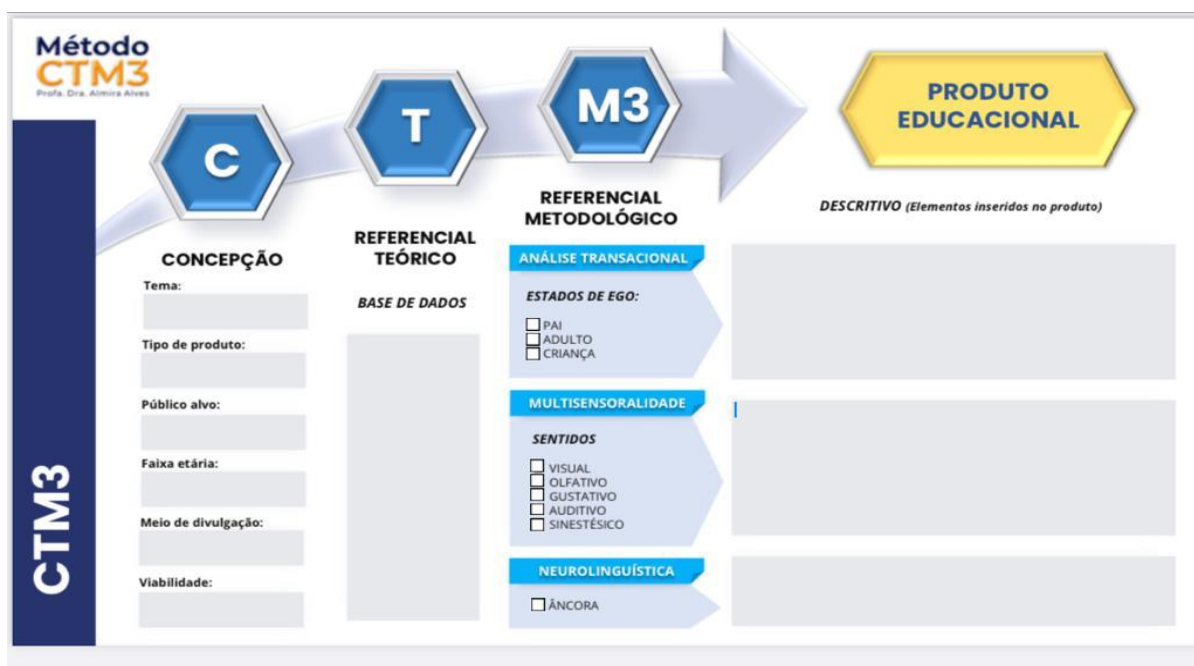 Método
CTM3
Profa. Dra. Almira Alves
CTM3
C
T
M3
PRODUTO
EDUCACIONAL
CONCEPÇÃO
Tema:
Tipo de produto:
Público alvo:
Faixa etária:
Meio de divulgação:
Viabilidade:
REFERENCIAL
TEÓRICO
BASE DE DADOS
REFERENCIAL
METODOLÓGICO
ANÁLISE TRANSACIONAL
ESTADOS DE EGO:
PAI
ADULTO
CRIANÇA
MULTISENSORALIDADE
SENTIDOS
VISUAL
OLFATIVO
GUSTATIVO
AUDITIVO
SINESTÉSICO
NEUROLINGUÍSTICA
ÂNCORA
DESCRITIVO (Elementos inseridos no produto)